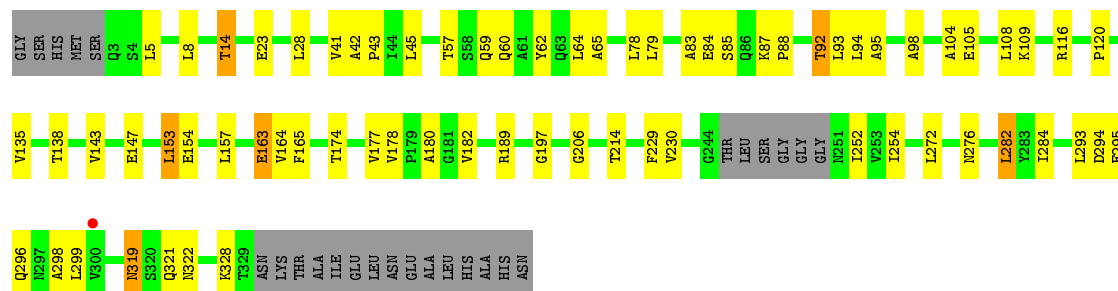 GLY SER HIS MET SER Q3 S4 L5 L8 T14 E23 L28 V41 A42 P43 I44 L45 T57 S58 Q59 Q60 A61 Y62 Q63 L64 A65 L78 L79 A83 E84 S85 Q86 K87 P88 T92 L93 L94 A95 A98 A104 E105 L108 K109 R116 P120
V135 T138 V143 E147 L153 E154 L157 E163 V164 F165 T174 V177 V178 P179 A180 G181 V182 R189 G197 G206 T214 F229 V230 G244 THR LEU SER GLY GLY GLY N251 I252 V253 I254 L272 N276 L282 Y283 I284 L293 D294 F295
Q296 N297 A298 L299 V300 N319 S320 Q321 N322 K328 T329 ASN LYS THR ALA ILE GLU LEU ASN GLU ALA LEU HIS ALA HIS ASN